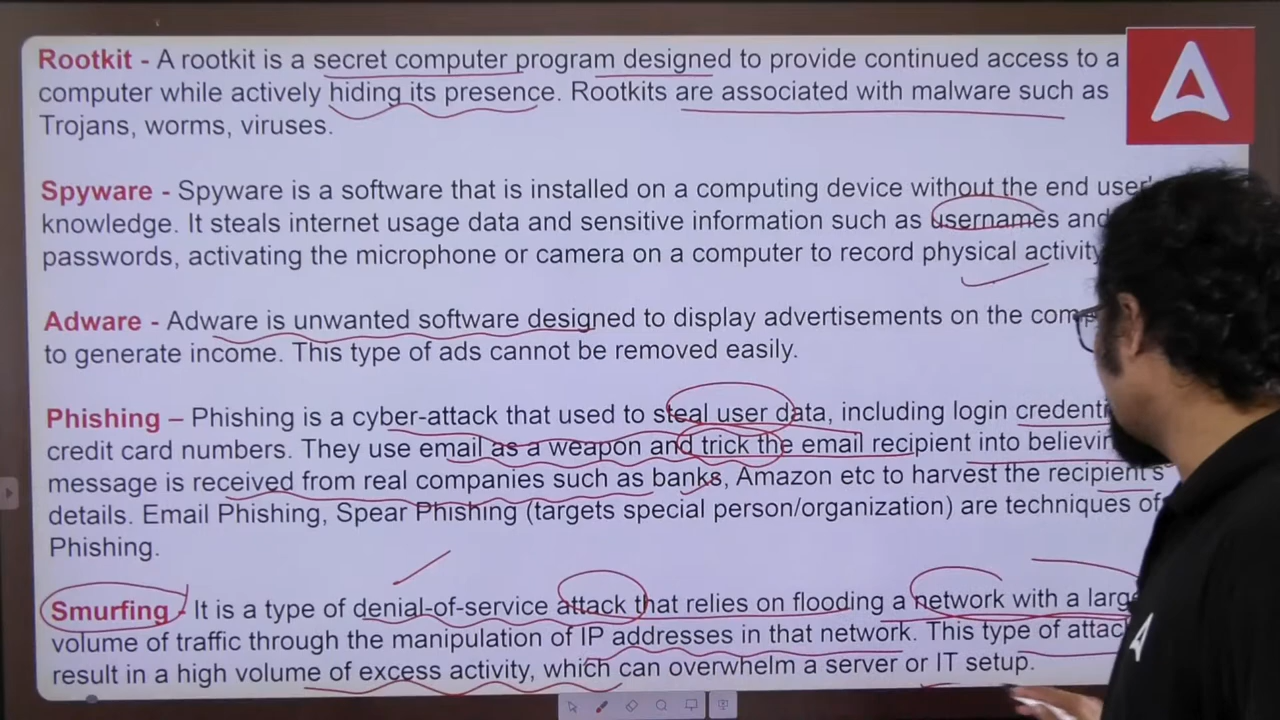 Rootkit - A rootkit is a secret computer program designed to provide continued access to a
computer while actively hiding its presence. Rootkits are associated with malware such as
Trojans, worms, viruses.
Spyware - Spyware is a software that is installed on a computing device without the end user's
knowledge. It steals internet usage data and sensitive information such as usernames and
passwords, activating the microphone or camera on a computer to record physical activity
Adware - Adware is unwanted software designed to display advertisements on the
to generate income. This type of ads cannot be removed easily.
Phishing – Phishing is a cyber-attack that used to steal user data, including login
credit card numbers. They use email as a weapon and trick the email recipient into
message is received from real companies such as banks, Amazon etc to harvest the recipient's
details. Email Phishing, Spear Phishing (targets special person/organization) are techniques of
Phishing.
Smurfing - It is a type of denial-of-service attack that relies on flooding a network with a large
volume of traffic through the manipulation of IP addresses in that network. This type of
result in a high volume of excess activity, which can overwhelm a server or IT setup.